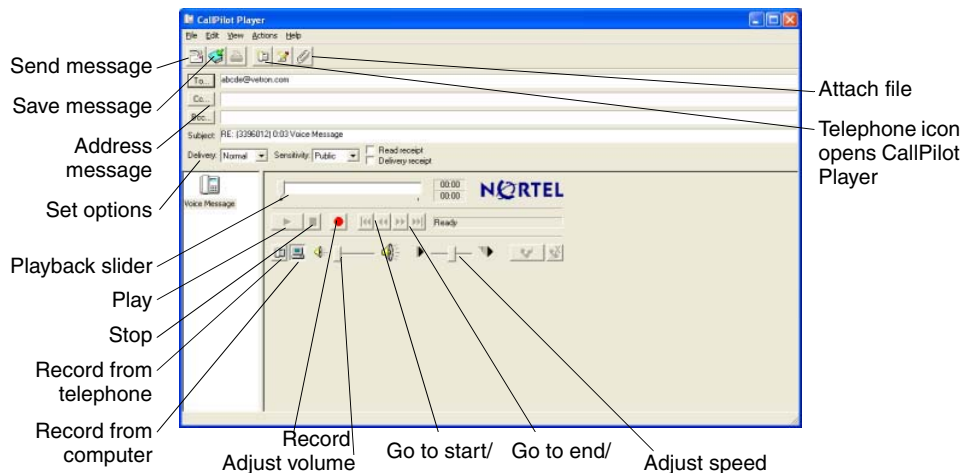 CallPilot Player
File Edit View Actions Help
Send message
To... abcde@vetron.com
Attach file
Save message
Cc...
Bcc...
Telephone icon
opens CallPilot
Player
Address
message
Subject: RE: (3396012) 0:03 Voice Message
Delivery: Normal Sensitivity: Public Read receipt
Delivery receipt
Set options
Voice Message
00:00
00:00
NORTEL
Ready
Playback slider
Play
Stop
Record from
telephone
Record from
computer
Record
Adjust volume
Go to start/
Go to end/
Adjust speed